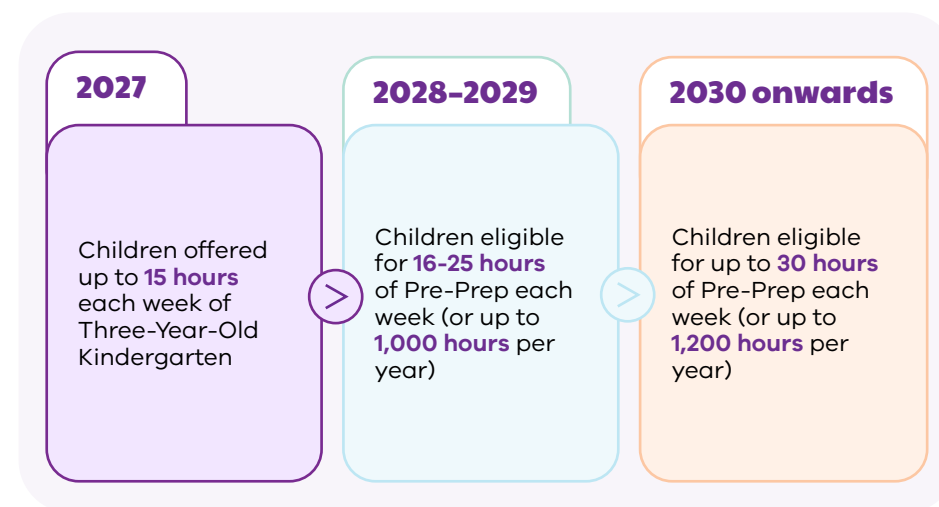 2027
Children offered
up to 15 hours
each week of
Three-Year-Old
Kindergarten
2028-2029
Children eligible
for 16-25 hours
of Pre-Prep each
week (or up to
1,000 hours per
year)
2030 onwards
Children eligible
for up to 30 hours
of Pre-Prep each
week (or up to
1,200 hours per
year)